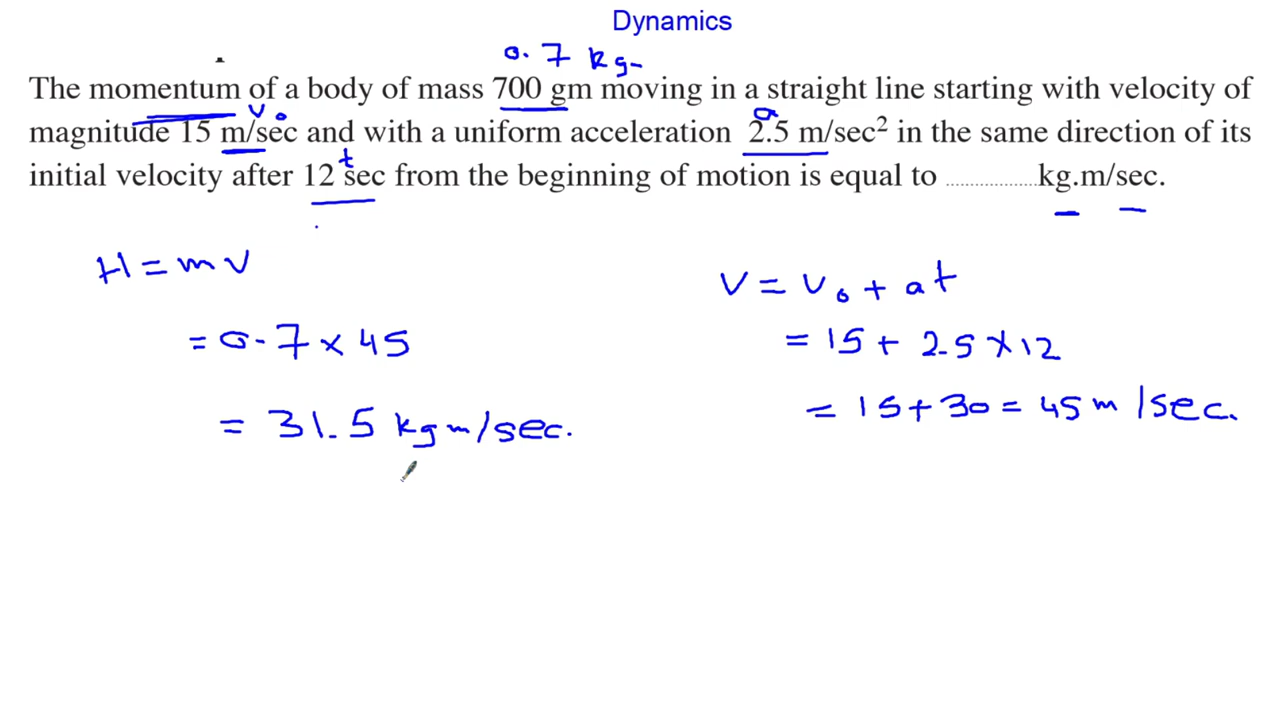 Dynamics
0.7 kg
The momentum of a body of mass 700 gm moving in a straight line starting with velocity of
v₀
a
magnitude 15 m/sec and with a uniform acceleration 2.5 m/sec² in the same direction of its
t
initial velocity after 12 sec from the beginning of motion is equal to ..................kg.m/sec.
H = m v
= 0.7 × 45
= 31.5 kg m/sec.
v = v₀ + at
= 15 + 2.5 × 12
= 15 + 30 = 45 m /sec.